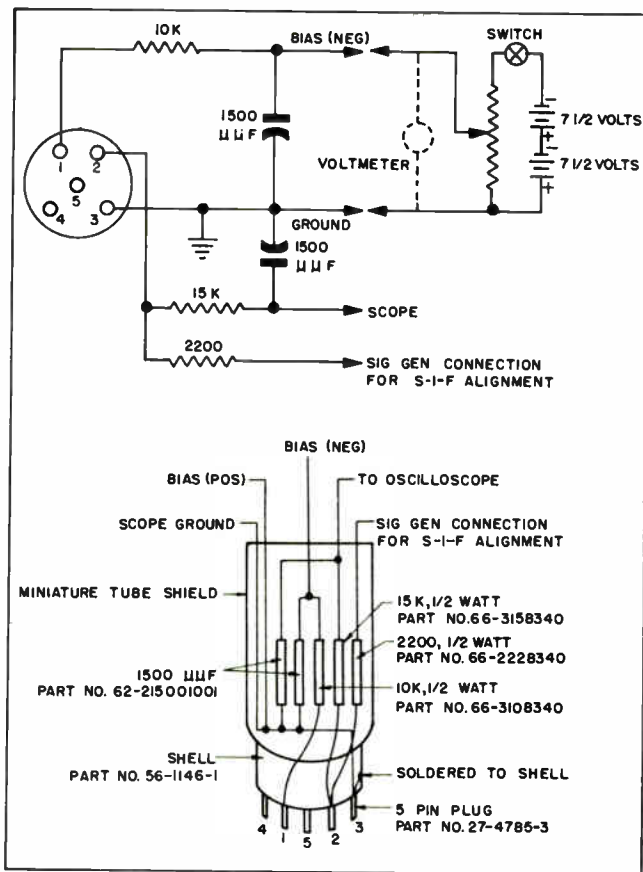 10K
BIAS (NEG)
SWITCH
1500
μμF
VOLTMETER
7 1/2 VOLTS
7 1/2 VOLTS
1
2
5
4
3
GROUND
1500
μμF
15K
SCOPE
2200
SIG GEN CONNECTION
FOR S-I-F ALIGNMENT
BIAS (NEG)
BIAS (POS)
TO OSCILLOSCOPE
SCOPE GROUND
SIG GEN CONNECTION
FOR S-I-F ALIGNMENT
MINIATURE TUBE SHIELD
15K, 1/2 WATT
PART NO. 66-3158340
2200, 1/2 WATT
PART NO. 66-2228340
1500 μμF
PART NO. 62-215001001
10K, 1/2 WATT
PART NO. 66-3108340
SHELL
PART NO. 56-1146-1
SOLDERED TO SHELL
5 PIN PLUG
PART NO. 27-4785-3
4 1 5 2 3